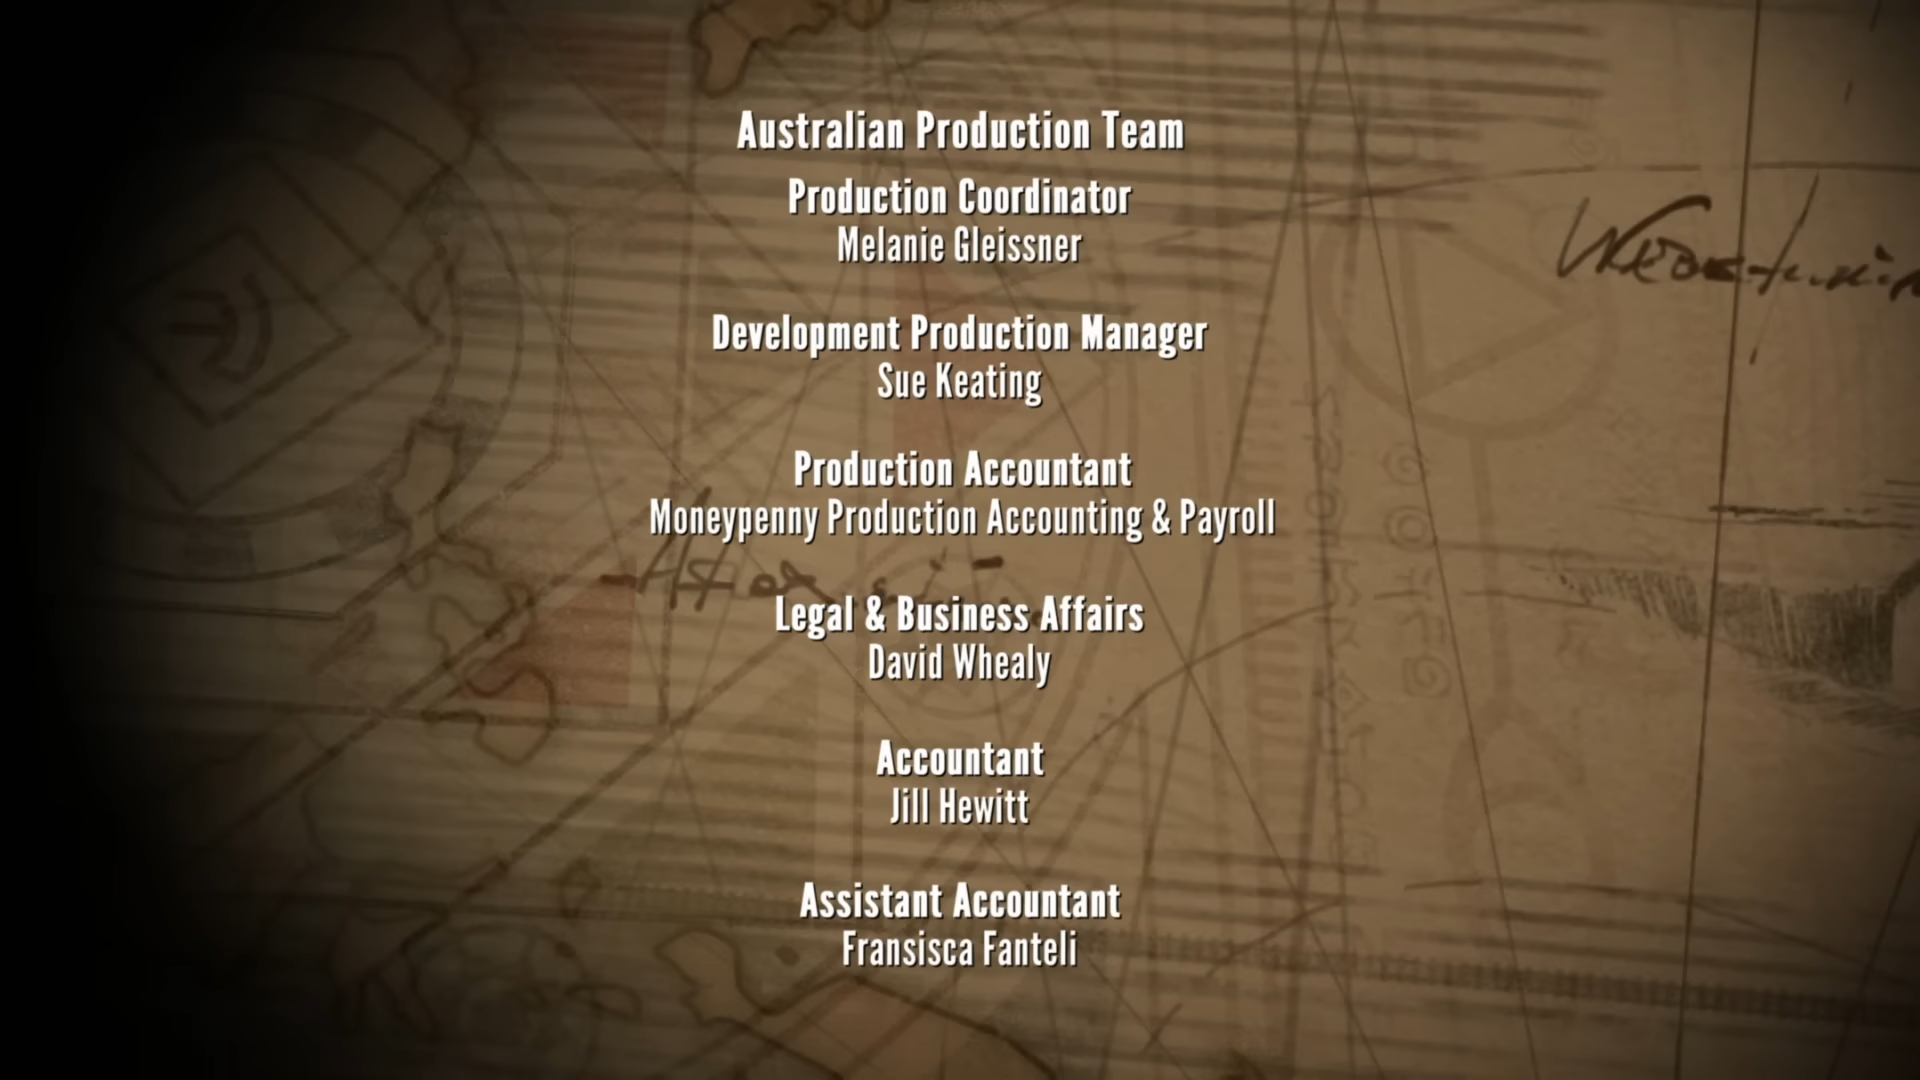 Australian Production Team
Production Coordinator
Melanie Gleissner
Development Production Manager
Sue Keating
Production Accountant
Moneypenny Production Accounting & Payroll
Legal & Business Affairs
David Whealy
Accountant
Jill Hewitt
Assistant Accountant
Fransisca Fanteli